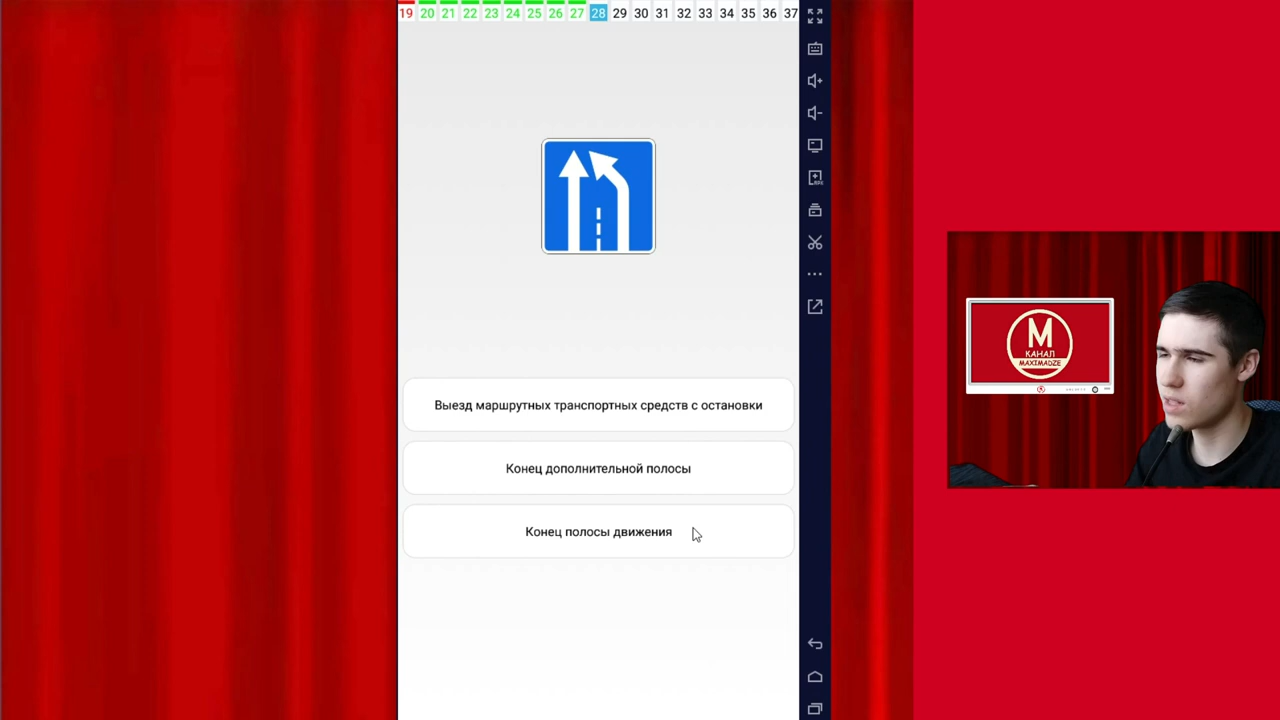 19 20 21 22 23 24 25 26 27 28 29 30 31 32 33 34 35 36 37
Выезд маршрутных транспортных средств с остановки
Конец дополнительной полосы
Конец полосы движения
М
КАНАЛ
MAXIMADZE